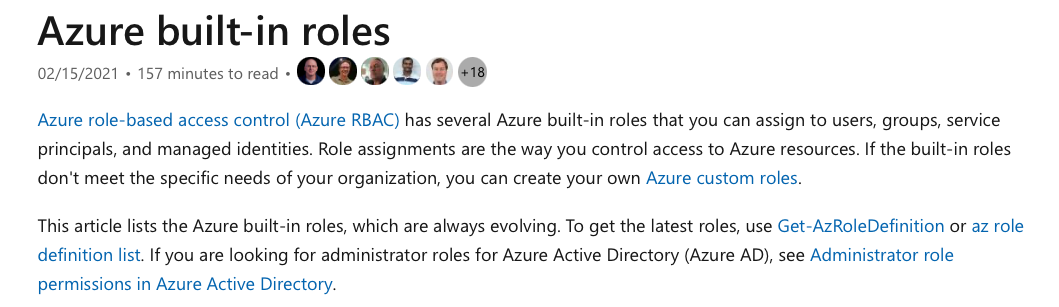 Azure built-in roles
02/15/2021 • 157 minutes to read • +18
Azure role-based access control (Azure RBAC) has several Azure built-in roles that you can assign to users, groups, service
principals, and managed identities. Role assignments are the way you control access to Azure resources. If the built-in roles
don't meet the specific needs of your organization, you can create your own Azure custom roles.
This article lists the Azure built-in roles, which are always evolving. To get the latest roles, use Get-AzRoleDefinition or az role
definition list. If you are looking for administrator roles for Azure Active Directory (Azure AD), see Administrator role
permissions in Azure Active Directory.